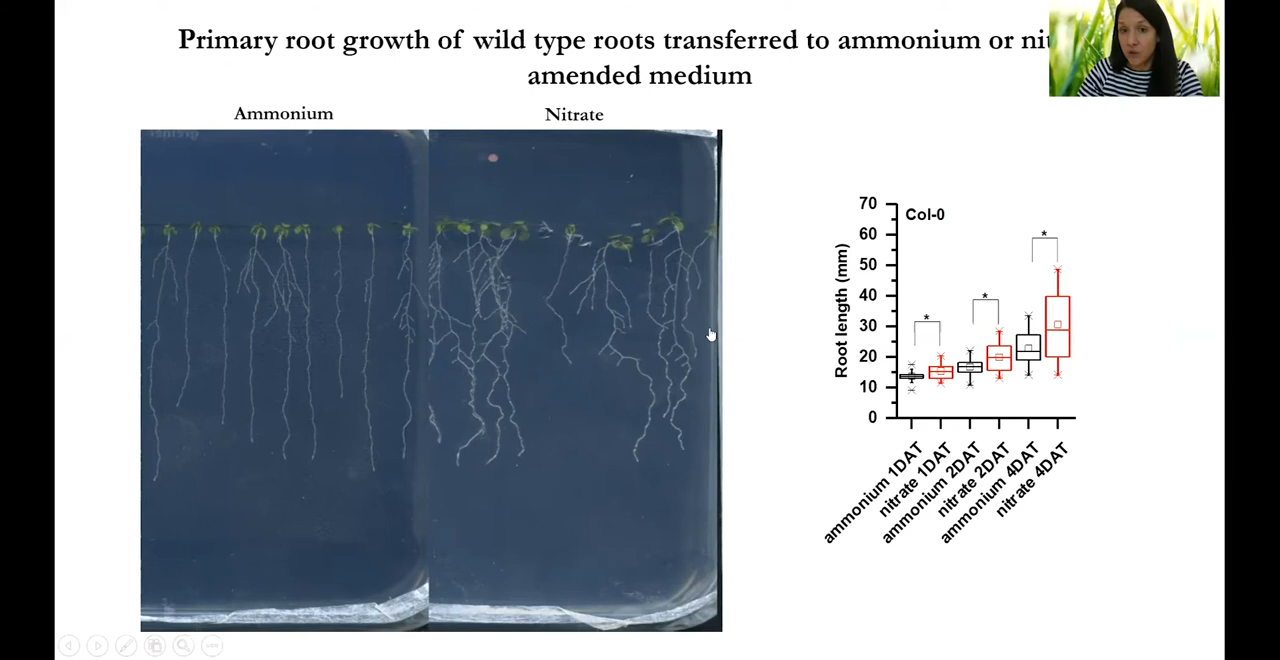 Primary root growth of wild type roots transferred to ammonium or
amended medium
Ammonium
Nitrate
Col-0
Root length (mm)
70
60
50
40
30
20
10
0
*
*
*
ammonium 1DAT
nitrate 1DAT
ammonium 2DAT
nitrate 2DAT
ammonium 4DAT
nitrate 4DAT